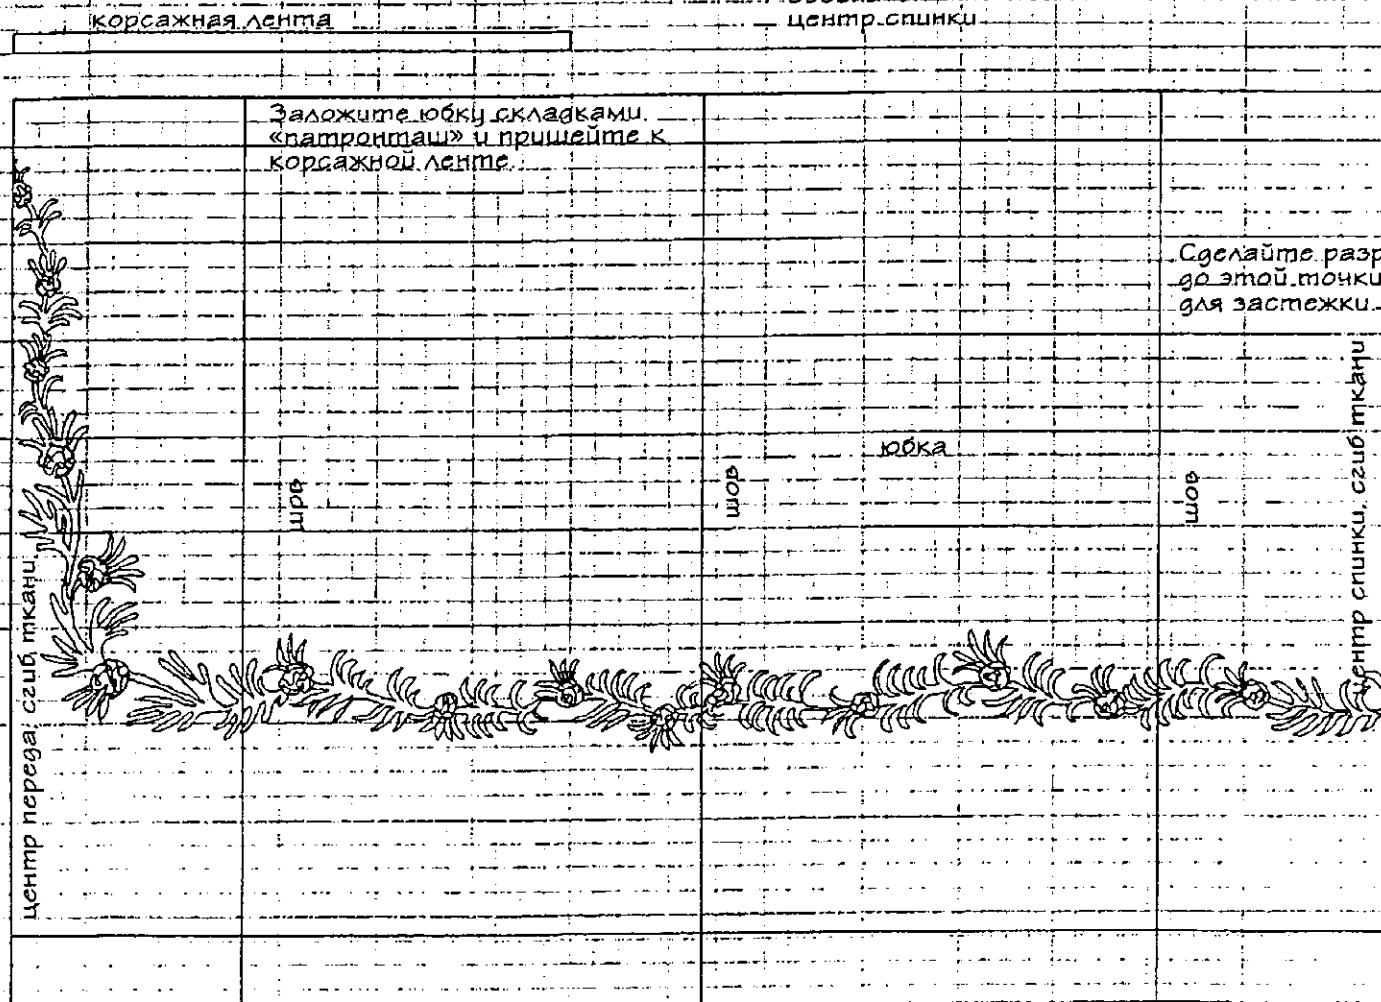 корсажная лента
центр спинки
Заложите юбку складками
«патронташ» и пришейте к
корсажной ленте.
Сделайте разр
до этой точки
для застежки.
юбка
шов
шов
шов
центр переда, сгиб ткани
центр спинки, сгиб ткани